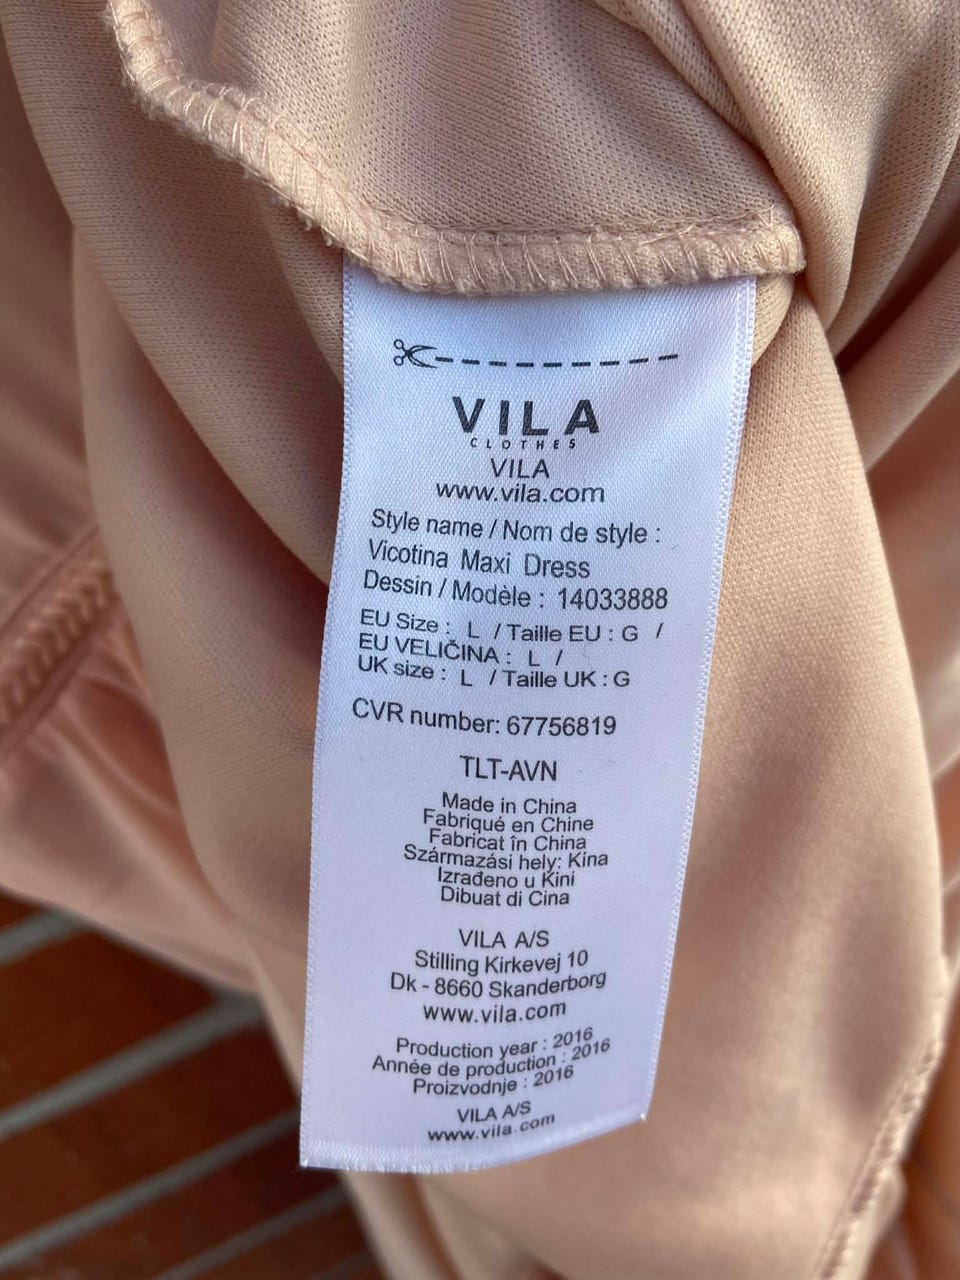 VILA
CLOTHES
VILA
www.vila.com
Style name / Nom de style :
Vicotina Maxi Dress
Dessin / Modèle : 14033888
EU Size : L / Taille EU : G /
EU VELIČINA : L /
UK size : L / Taille UK : G
CVR number: 67756819
TLT-AVN
Made in China
Fabriqué en Chine
Fabricat în China
Származási hely: Kina
Izrađeno u Kini
Dibuat di Cina
VILA A/S
Stilling Kirkevej 10
Dk - 8660 Skanderborg
www.vila.com
Production year : 2016
Année de production : 2016
Proizvodnje : 2016
VILA A/S
www.vila.com